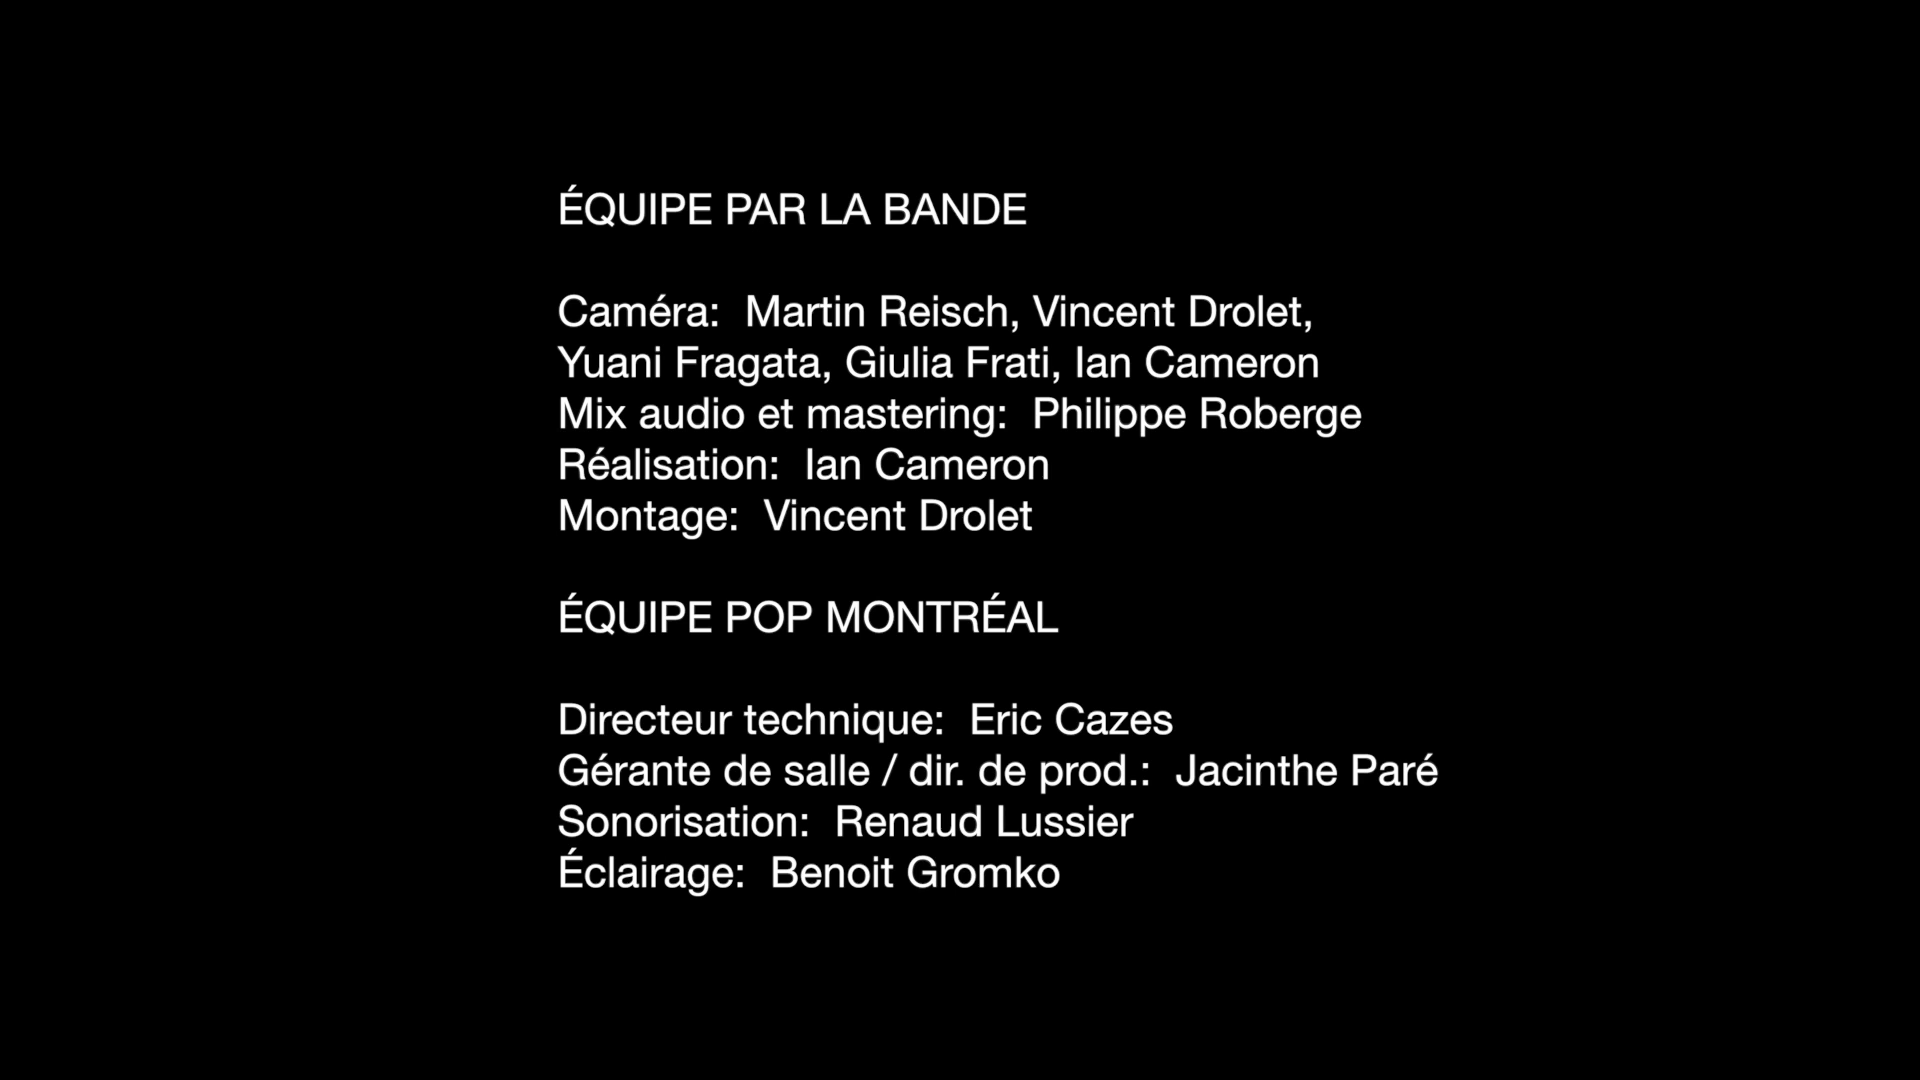 ÉQUIPE PAR LA BANDE
Caméra:  Martin Reisch, Vincent Drolet,
Yuani Fragata, Giulia Frati, Ian Cameron
Mix audio et mastering:  Philippe Roberge
Réalisation:  Ian Cameron
Montage:  Vincent Drolet
ÉQUIPE POP MONTRÉAL
Directeur technique:  Eric Cazes
Gérante de salle / dir. de prod.:  Jacinthe Paré
Sonorisation:  Renaud Lussier
Éclairage:  Benoit Gromko